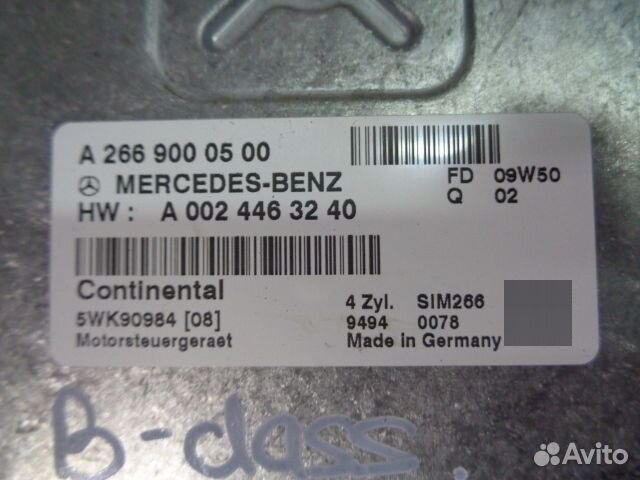 A 266 900 05 00
MERCEDES-BENZ
HW : A 002 446 32 40
FD 09W50
Q 02
Continental
5WK90984 [08]
Motorsteuergeraet
4 Zyl. SIM266
9494 0078
Made in Germany
B-class
Avito